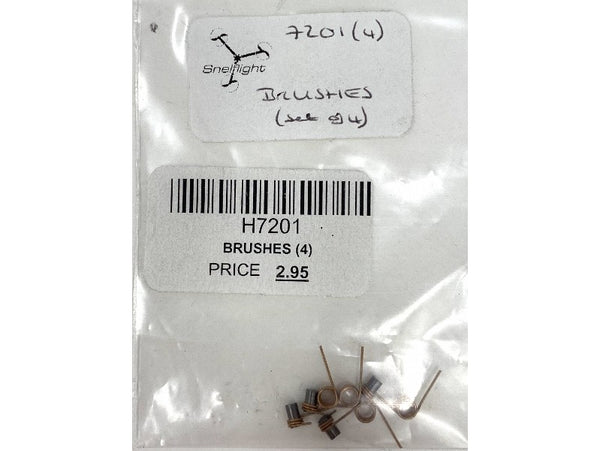 7201(4)
Snelflight
BRUSHES
(set of 4)
H7201
BRUSHES (4)
PRICE 2.95